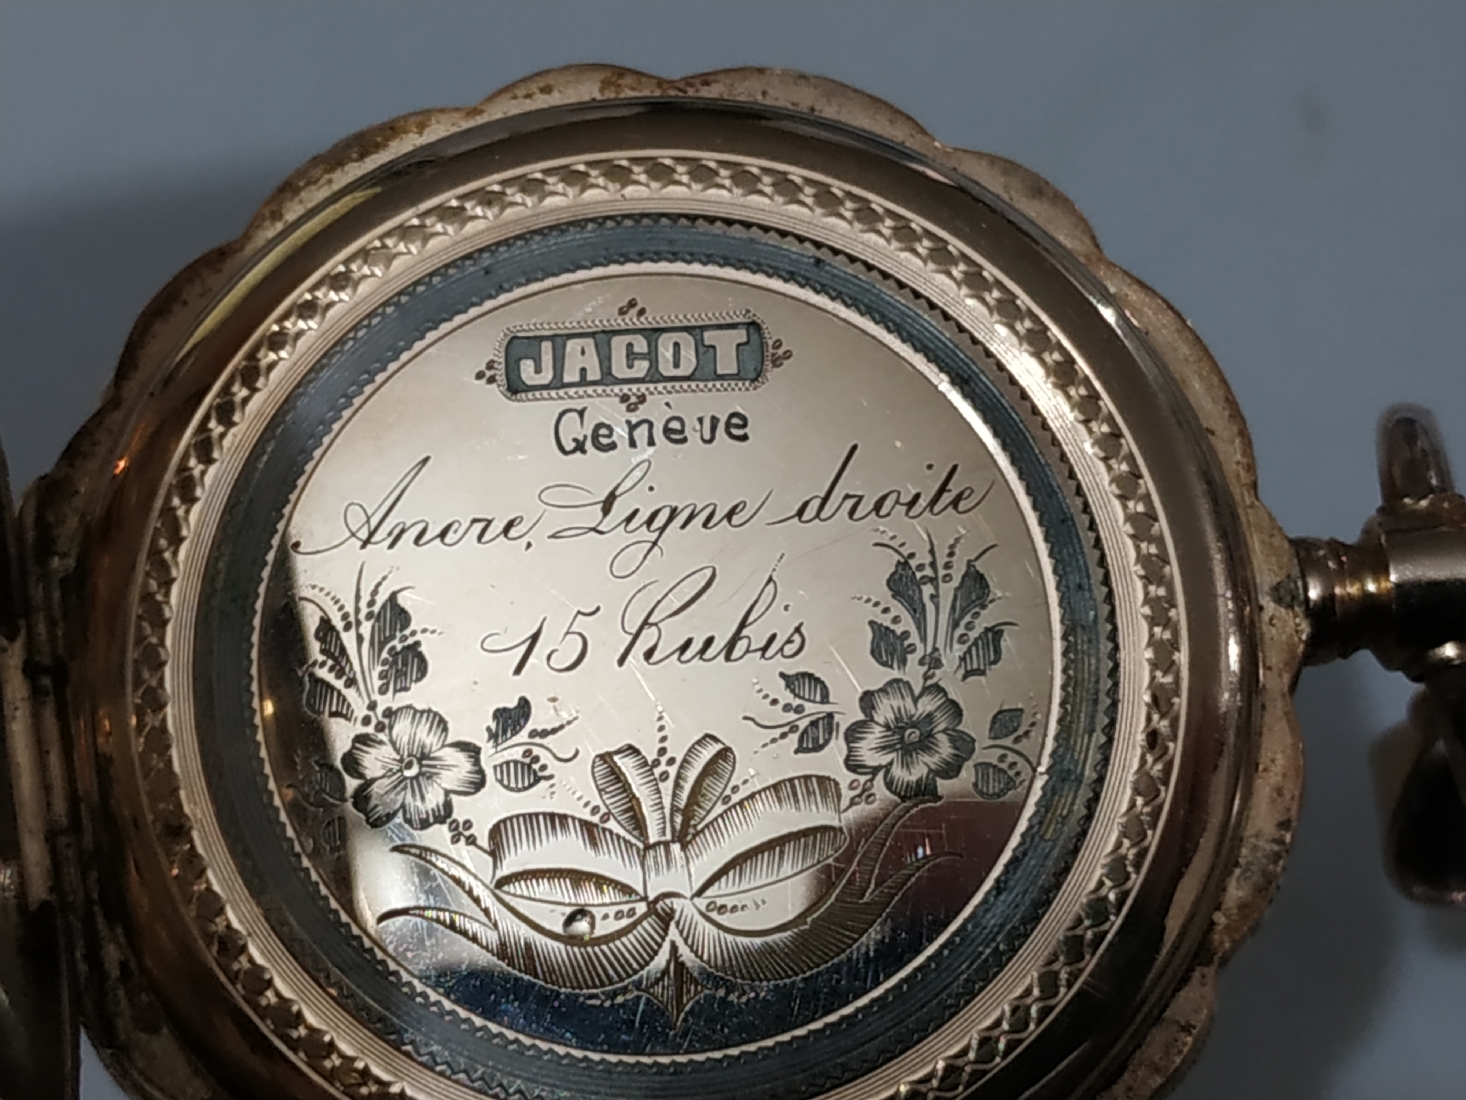 JACOT
Genève
Ancre, Ligne droite
15 Rubis